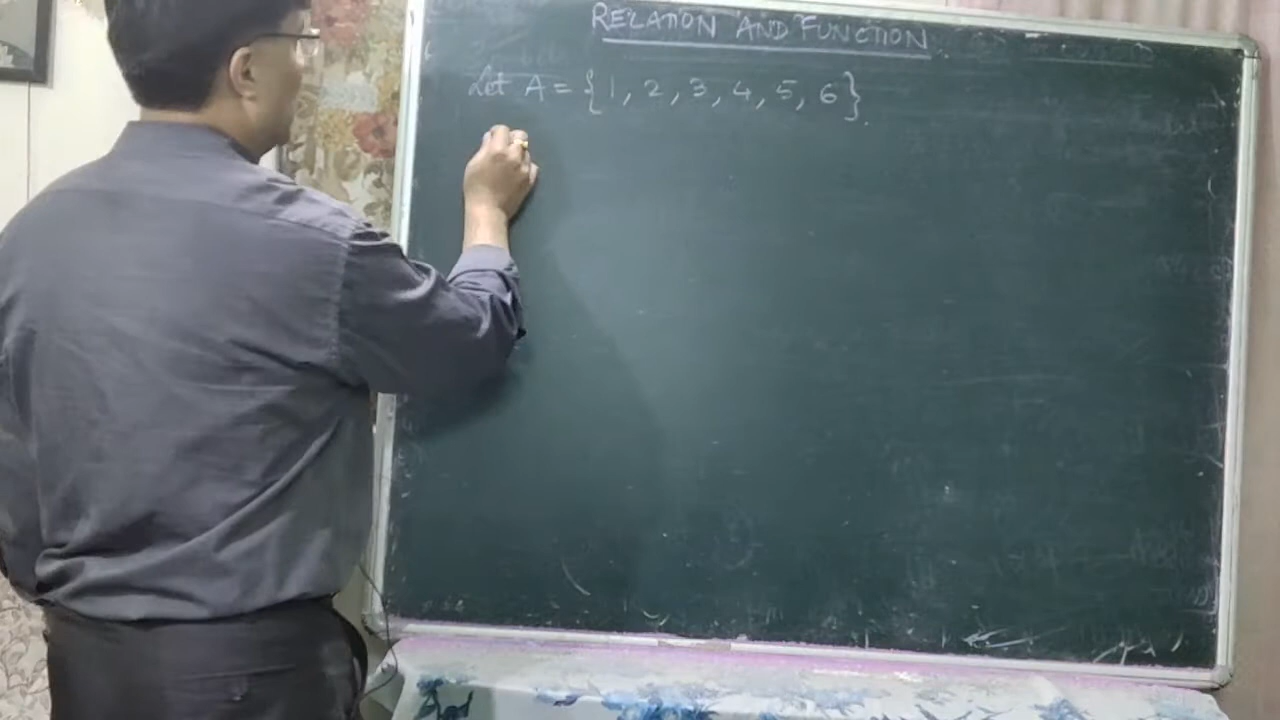 RELATION AND FUNCTION
Let A = {1, 2, 3, 4, 5, 6}.